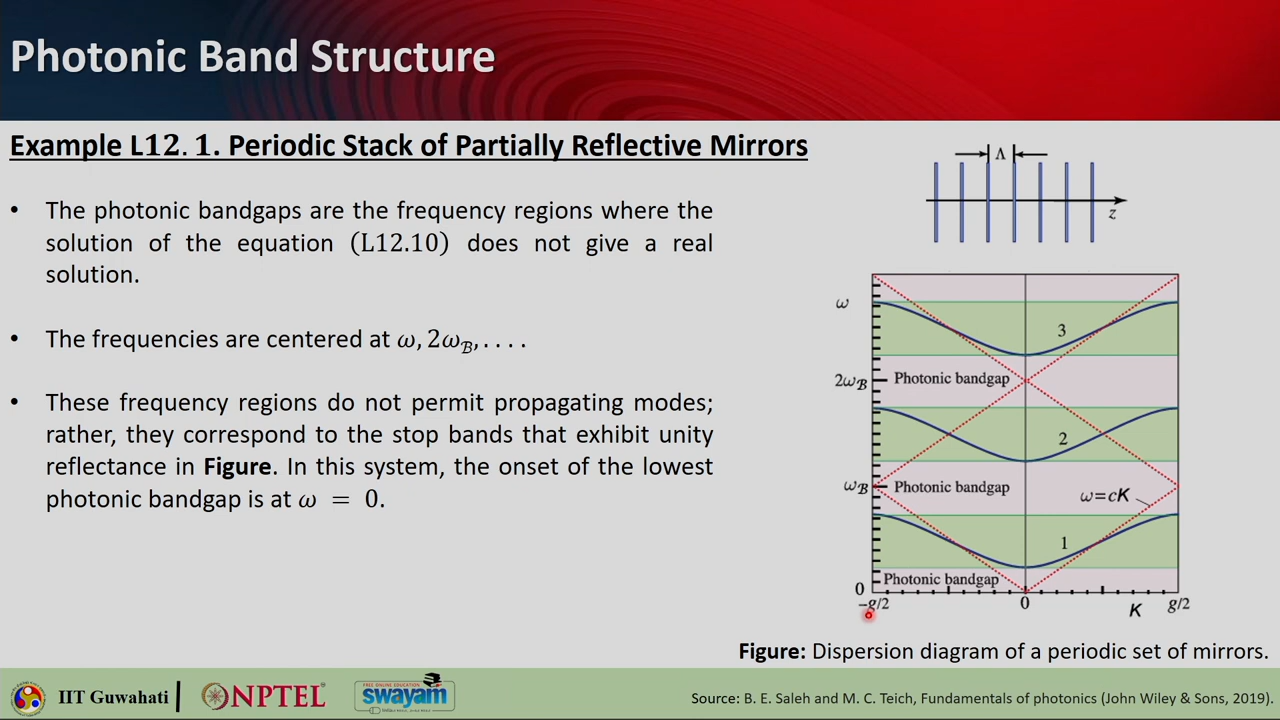 Photonic Band Structure
Example L12.1. Periodic Stack of Partially Reflective Mirrors
• The photonic bandgaps are the frequency regions where the
solution of the equation (L12.10) does not give a real
solution.
• The frequencies are centered at ω, 2ωℬ, . . . .
• These frequency regions do not permit propagating modes;
rather, they correspond to the stop bands that exhibit unity
reflectance in Figure. In this system, the onset of the lowest
photonic bandgap is at ω = 0.
Λ
z
ω
3
2ωℬ
Photonic bandgap
2
ωℬ
Photonic bandgap
ω=cK
1
Photonic bandgap
0
−g/2
0
K
g/2
Figure: Dispersion diagram of a periodic set of mirrors.
IIT Guwahati
NPTEL
FREE ONLINE EDUCATION
swayam
Source: B. E. Saleh and M. C. Teich, Fundamentals of photonics(John Wiley & Sons, 2019).